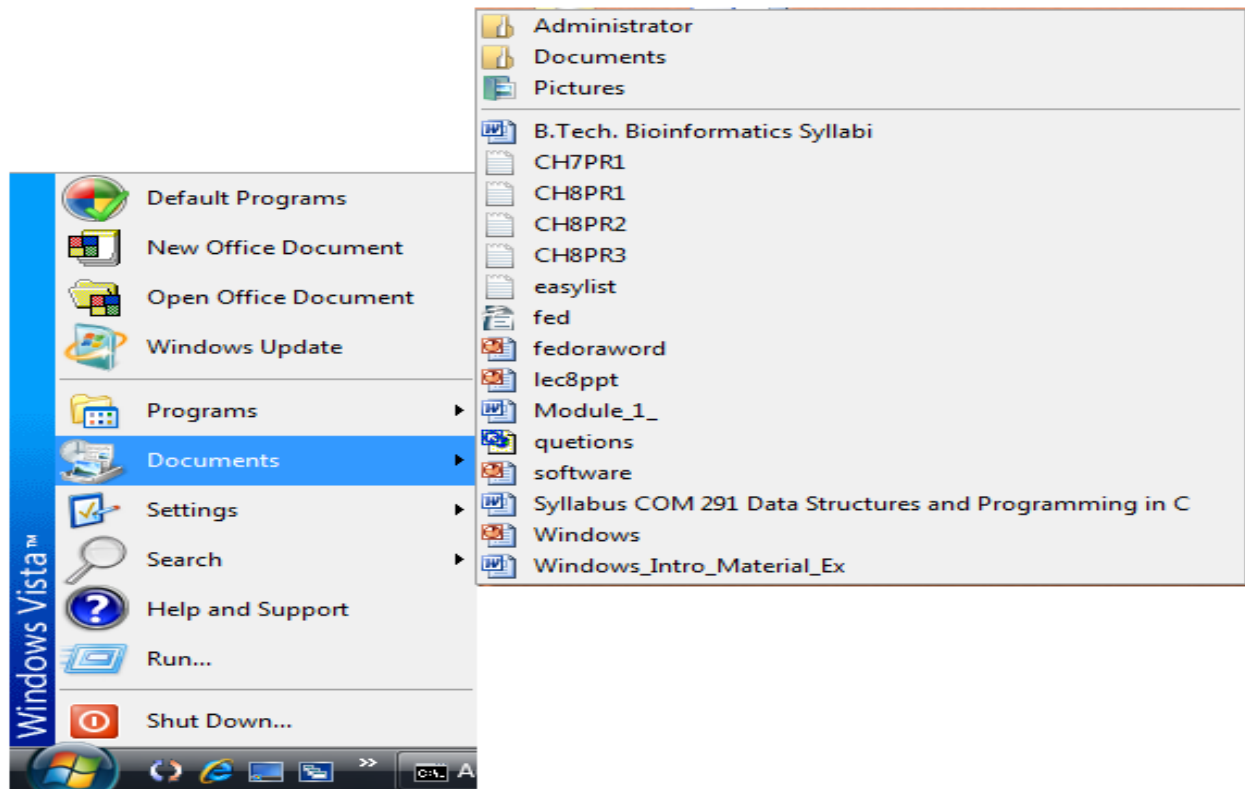 Administrator
Documents
Pictures
B.Tech. Bioinformatics Syllabi
CH7PR1
CH8PR1
CH8PR2
CH8PR3
easylist
fed
fedoraword
lec8ppt
Module_1_
quetions
software
Syllabus COM 291 Data Structures and Programming in C
Windows
Windows_Intro_Material_Ex
Default Programs
New Office Document
Open Office Document
Windows Update
Programs
Documents
Settings
Search
Help and Support
Run...
Shut Down...
Windows Vista™
C:\.
A